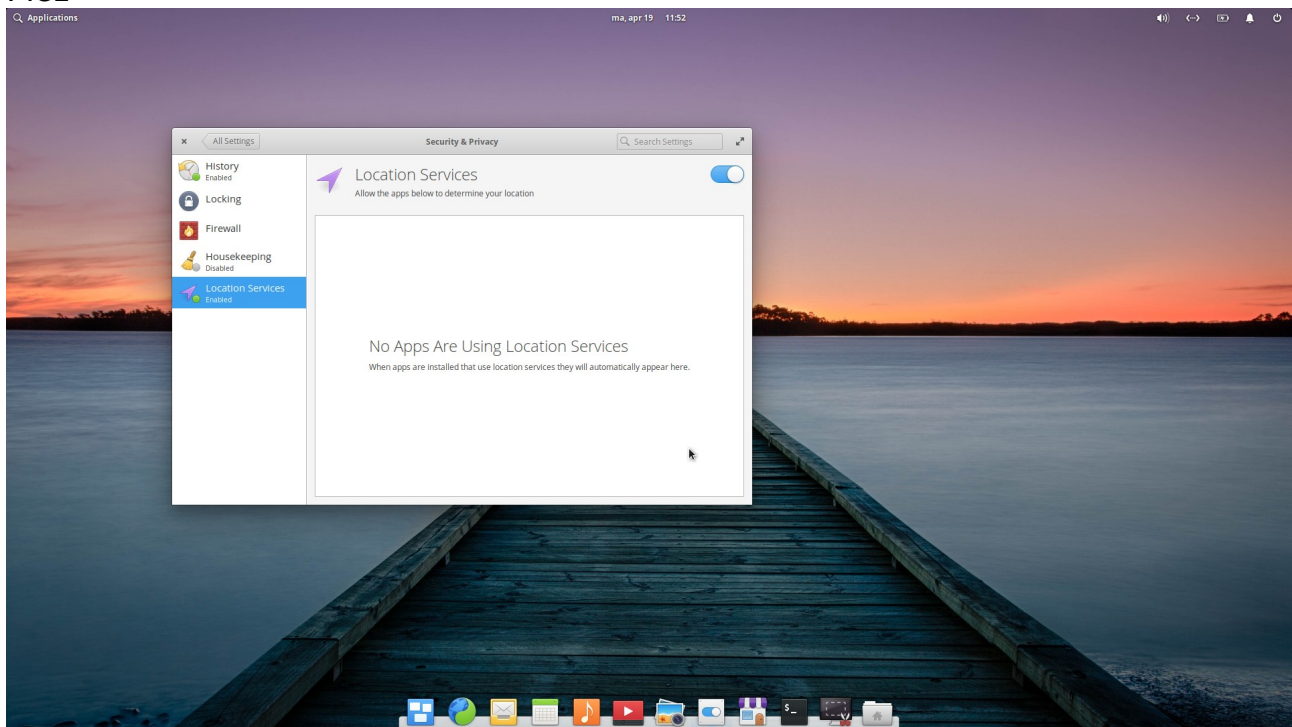 Applications
ma, apr 19 11:52
All Settings
Security & Privacy
Search Settings
History
Enabled
Locking
Firewall
Housekeeping
Disabled
Location Services
Enabled
Location Services
Allow the apps below to determine your location
No Apps Are Using Location Services
When apps are installed that use location services they will automatically appear here.
$_